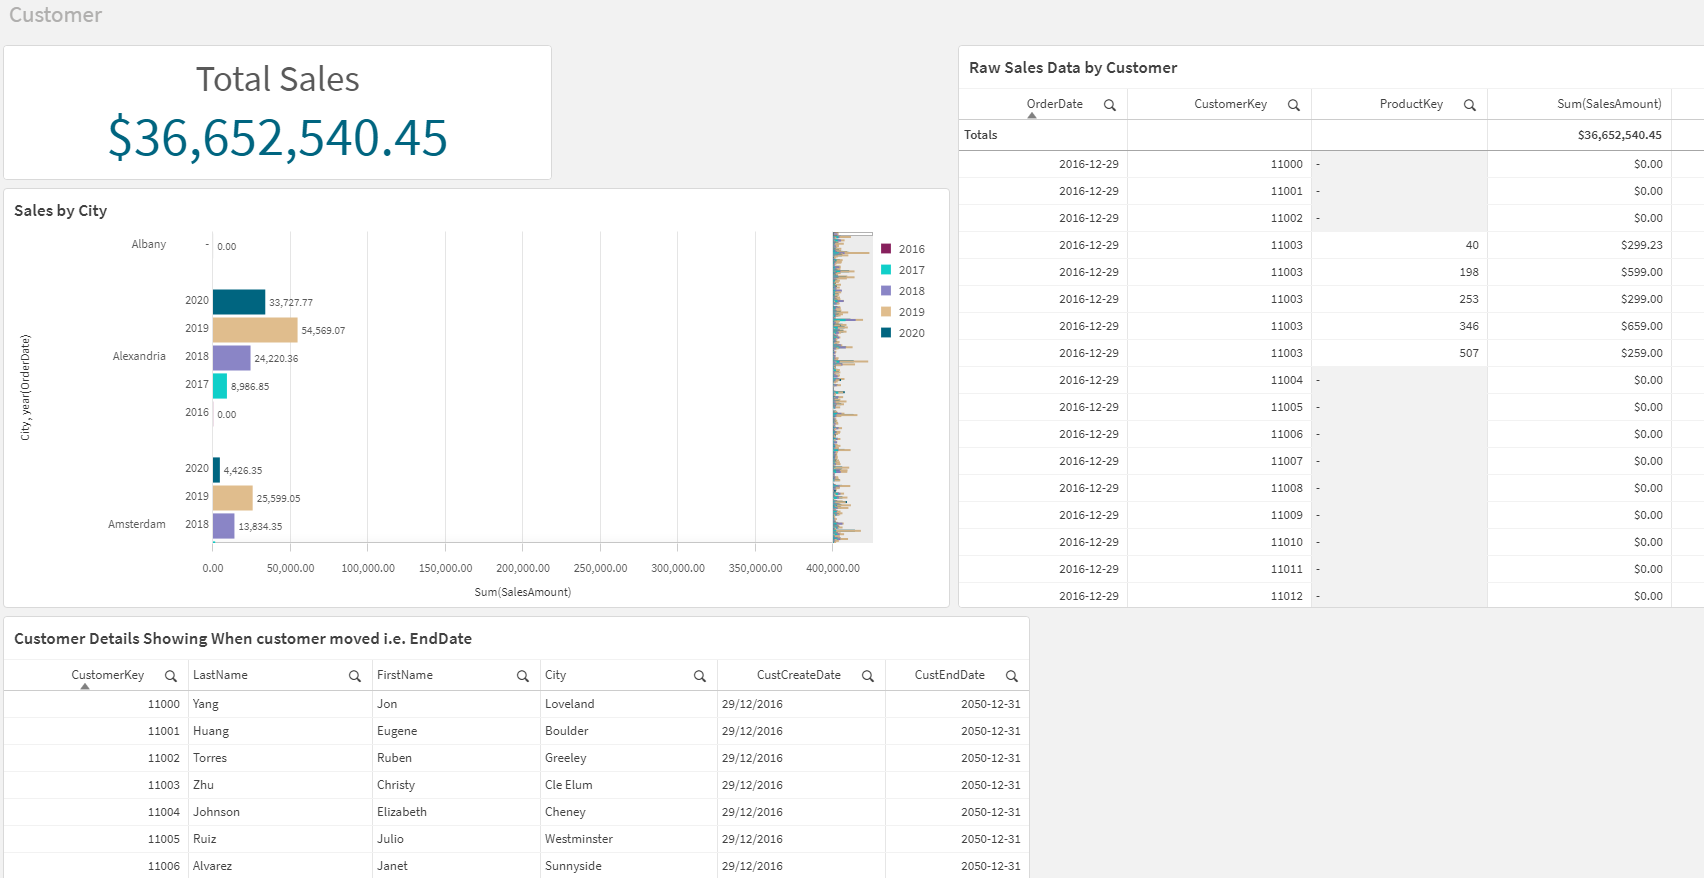 Customer
Total Sales
$36,652,540.45
Sales by City
City, year(OrderDate)
Albany - 0.00
2020 33,727.77
2019 54,569.07
Alexandria 2018 24,220.36
2017 8,986.85
2016 0.00
2020 4,426.35
2019 25,599.05
Amsterdam 2018 13,834.35
0.00 50,000.00 100,000.00 150,000.00 200,000.00 250,000.00 300,000.00 350,000.00 400,000.00
Sum(SalesAmount)
2016
2017
2018
2019
2020
Raw Sales Data by Customer
OrderDate CustomerKey ProductKey Sum(SalesAmount)
Totals $36,652,540.45
2016-12-29 11000 - $0.00
2016-12-29 11001 - $0.00
2016-12-29 11002 - $0.00
2016-12-29 11003 40 $299.23
2016-12-29 11003 198 $599.00
2016-12-29 11003 253 $299.00
2016-12-29 11003 346 $659.00
2016-12-29 11003 507 $259.00
2016-12-29 11004 - $0.00
2016-12-29 11005 - $0.00
2016-12-29 11006 - $0.00
2016-12-29 11007 - $0.00
2016-12-29 11008 - $0.00
2016-12-29 11009 - $0.00
2016-12-29 11010 - $0.00
2016-12-29 11011 - $0.00
2016-12-29 11012 - $0.00
Customer Details Showing When customer moved i.e. EndDate
CustomerKey LastName FirstName City CustCreateDate CustEndDate
11000 Yang Jon Loveland 29/12/2016 2050-12-31
11001 Huang Eugene Boulder 29/12/2016 2050-12-31
11002 Torres Ruben Greeley 29/12/2016 2050-12-31
11003 Zhu Christy Cle Elum 29/12/2016 2050-12-31
11004 Johnson Elizabeth Cheney 29/12/2016 2050-12-31
11005 Ruiz Julio Westminster 29/12/2016 2050-12-31
11006 Alvarez Janet Sunnyside 29/12/2016 2050-12-31